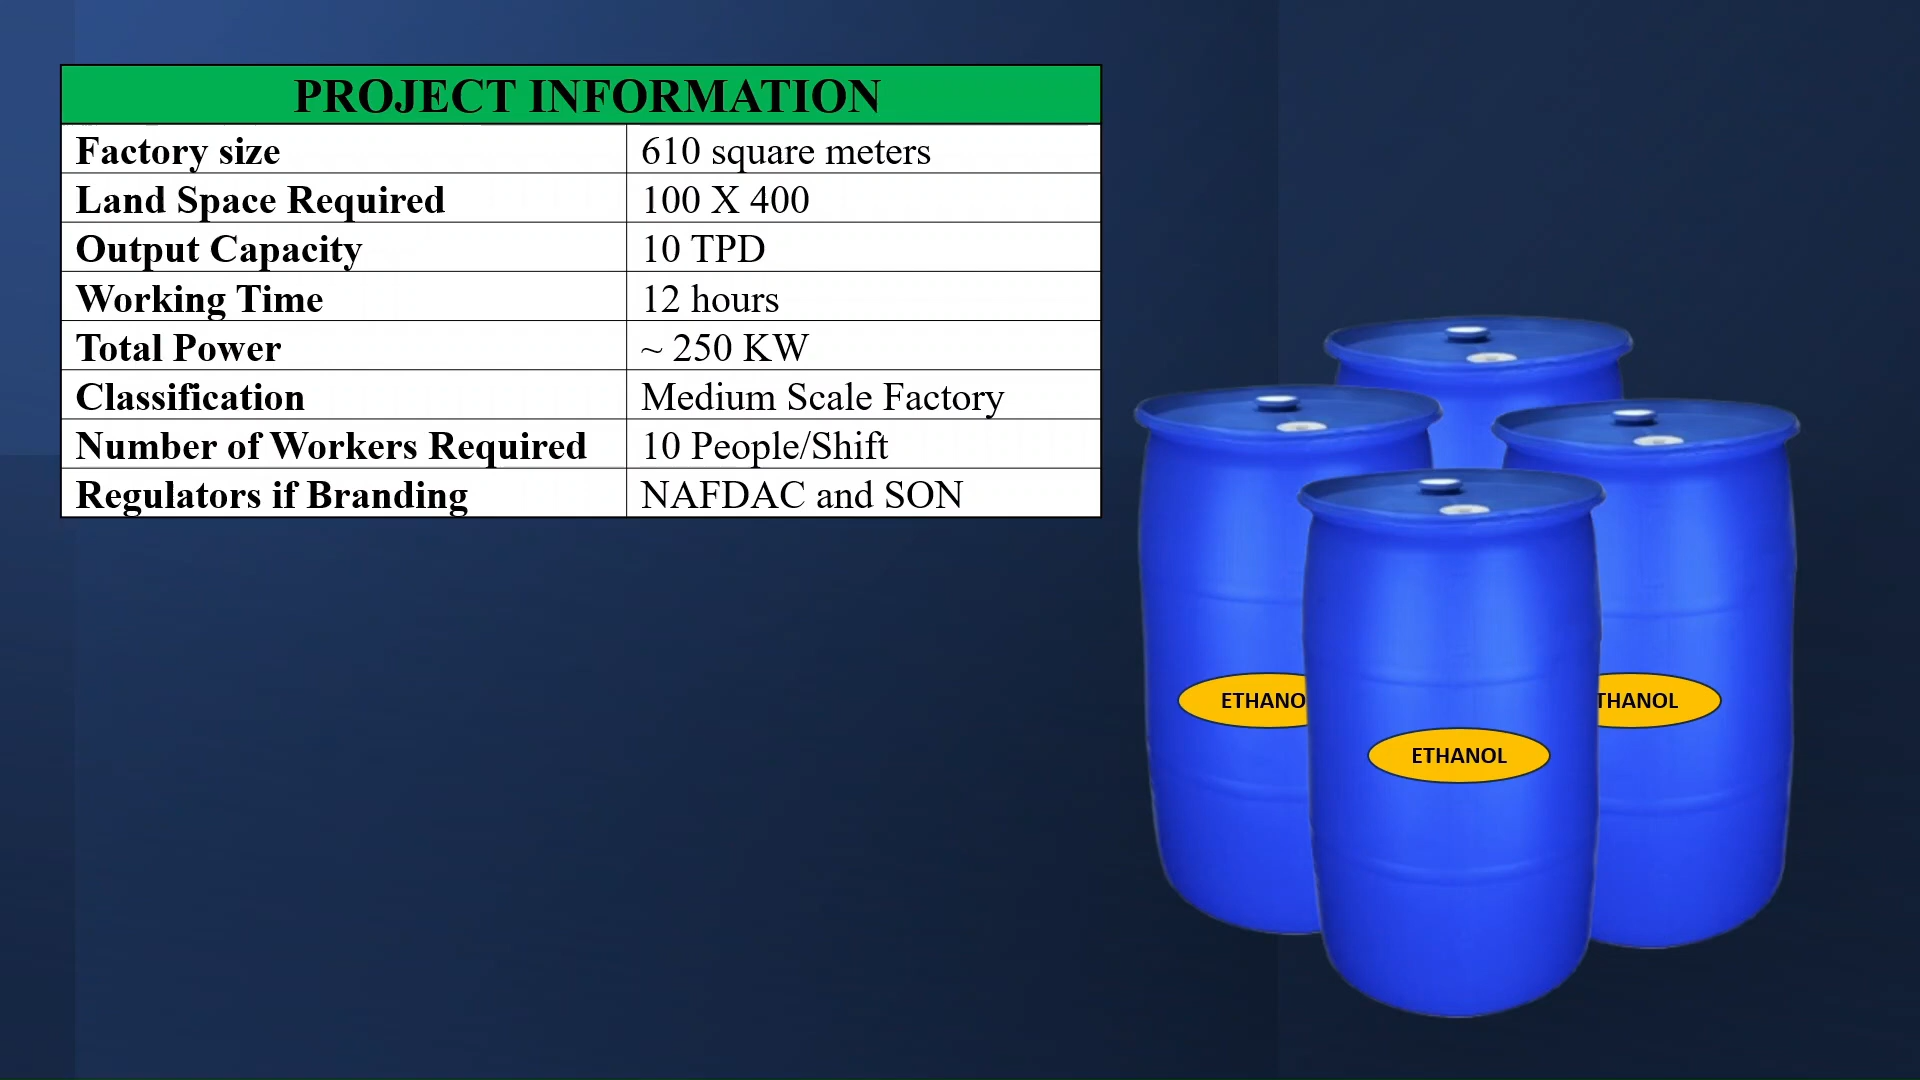 PROJECT INFORMATION
Factory size 610 square meters
Land Space Required 100 X 400
Output Capacity 10 TPD
Working Time 12 hours
Total Power ~ 250 KW
Classification Medium Scale Factory
Number of Workers Required 10 People/Shift
Regulators if Branding NAFDAC and SON
ETHANO
THANOL
ETHANOL